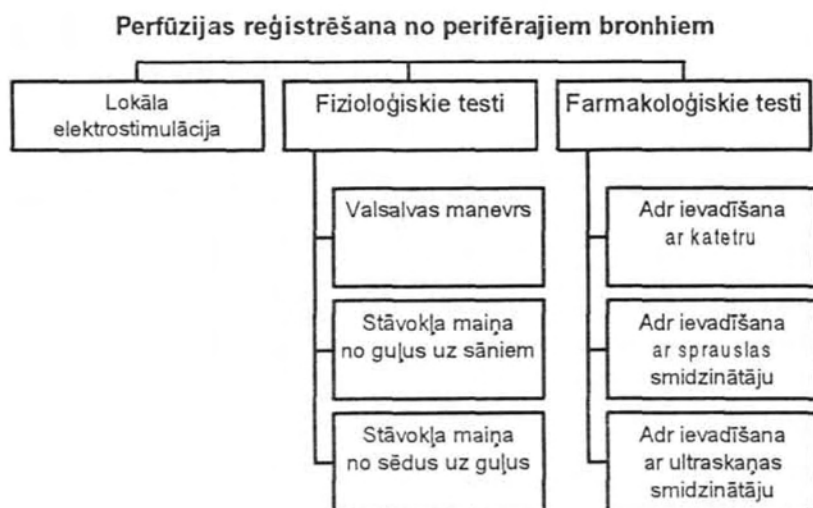 Perfūzijas reģistrēšana no perifērajiem bronhiem
Lokāla
elektrostimulācija
Fizioloģiskie testi
Farmakoloģiskie testi
Valsalvas manevrs
Stāvokļa maiņa
no guļus uz sāniem
Stāvokļa maiņa
no sēdus uz guļus
Adr ievadīšana
ar katetru
Adr ievadīšana
ar sprauslas
smidzinātāju
Adr ievadīšana
ar ultraskaņas
smidzinātāju